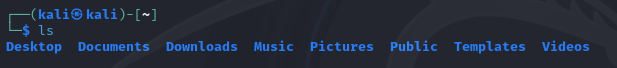 ┌──(kali㉿kali)-[~]
└─$ ls
Desktop  Documents  Downloads  Music  Pictures  Public  Templates  Videos